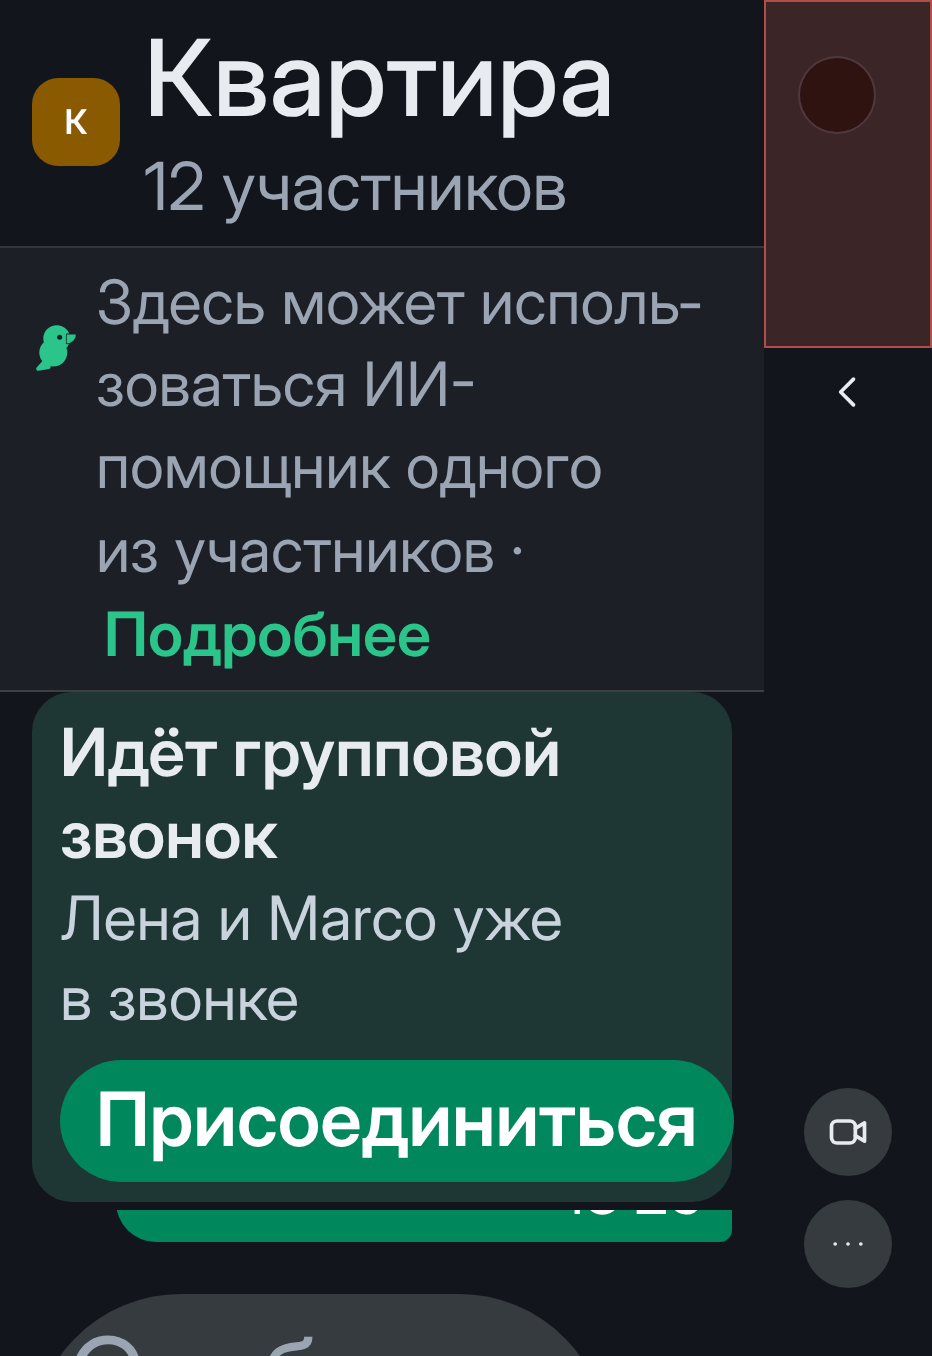 К
Квартира
12 участников
Здесь может исполь-
зоваться ИИ-
помощник одного
из участников ·
Подробнее
Идёт групповой
звонок
Лена и Marco уже
в звонке
Присоединиться